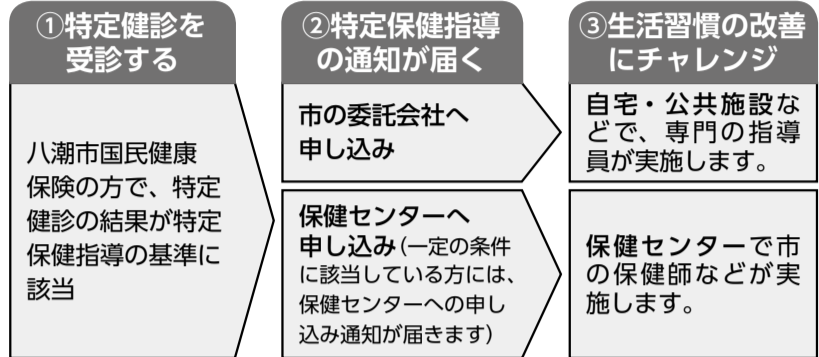 ①特定健診を
受診する
八潮市国民健康
保険の方で、特定
健診の結果が特定
保健指導の基準に
該当
②特定保健指導
の通知が届く
市の委託会社へ
申し込み
保健センターへ
申し込み(一定の条件
に該当している方には、
保健センターへの申し
込み通知が届きます)
③生活習慣の改善
にチャレンジ
自宅・公共施設な
どで、専門の指導
員が実施します。
保健センターで市
の保健師などが実
施します。